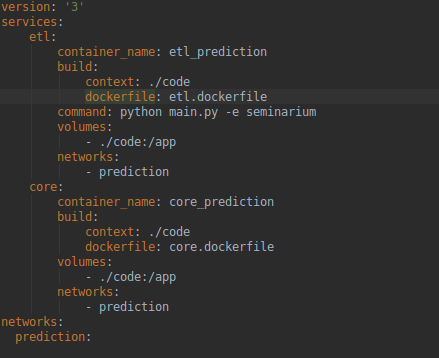 version: '3'
services:
    etl:
        container_name: etl_prediction
        build:
            context: ./code
            dockerfile: etl.dockerfile
        command: python main.py -e seminarium
        volumes:
            - ./code:/app
        networks:
            - prediction
    core:
        container_name: core_prediction
        build:
            context: ./code
            dockerfile: core.dockerfile
        volumes:
            - ./code:/app
        networks:
            - prediction
networks:
  prediction: